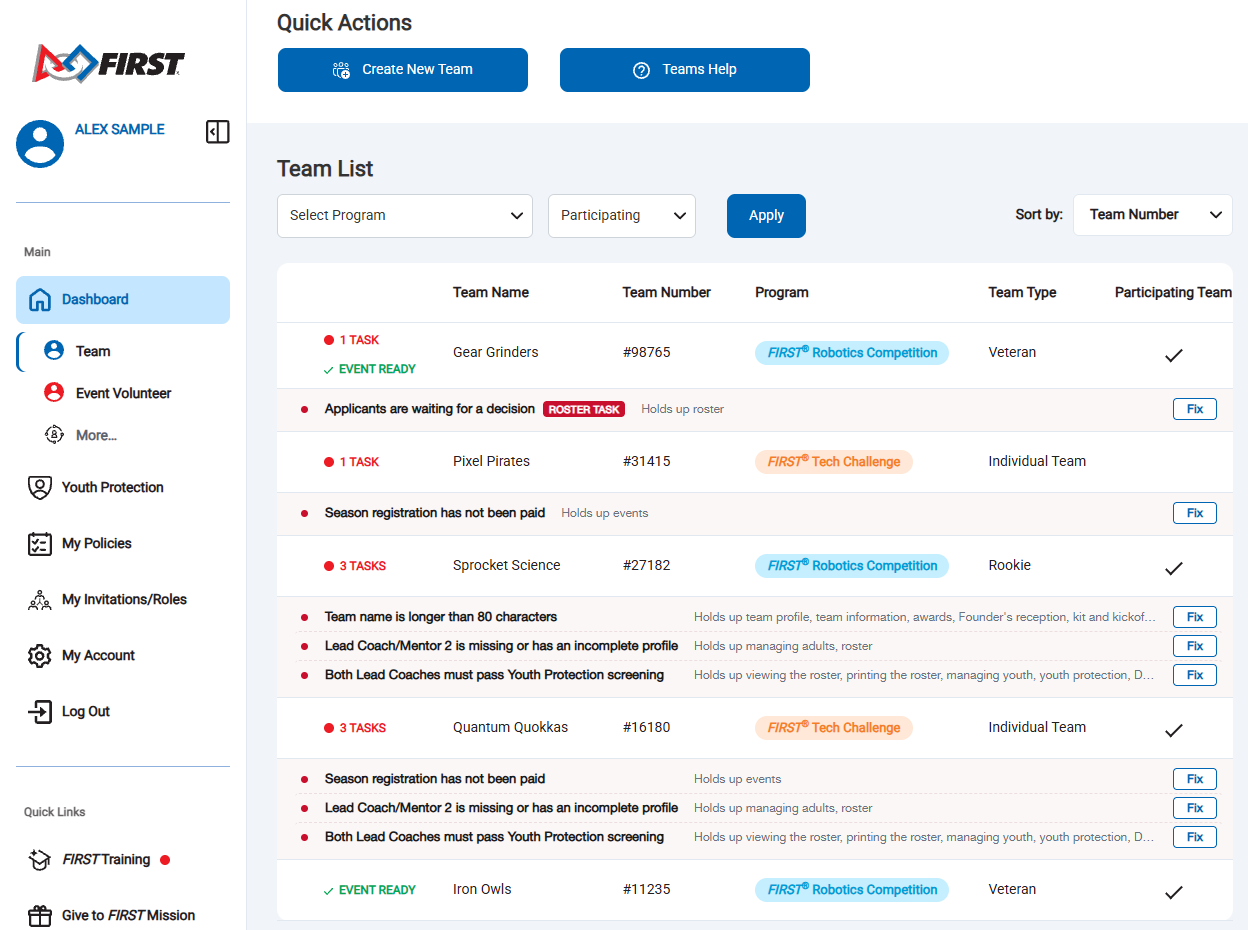 Quick Actions
Create New Team
Teams Help
FIRST
ALEX SAMPLE
Main
Dashboard
Team
Event Volunteer
More...
Youth Protection
My Policies
My Invitations/Roles
My Account
Log Out
Quick Links
FIRST Training
Give to FIRST Mission
Team List
Select Program
Participating
Apply
Sort by:
Team Number
Team Name Team Number Program Team Type Participating Team
1 TASK
EVENT READY
Gear Grinders #98765 FIRST® Robotics Competition Veteran
Applicants are waiting for a decision ROSTER TASK Holds up roster Fix
1 TASK Pixel Pirates #31415 FIRST® Tech Challenge Individual Team
Season registration has not been paid Holds up events Fix
3 TASKS Sprocket Science #27182 FIRST® Robotics Competition Rookie
Team name is longer than 80 characters Holds up team profile, team information, awards, Founder's reception, kit and kickof... Fix
Lead Coach/Mentor 2 is missing or has an incomplete profile Holds up managing adults, roster Fix
Both Lead Coaches must pass Youth Protection screening Holds up viewing the roster, printing the roster, managing youth, youth protection, D... Fix
3 TASKS Quantum Quokkas #16180 FIRST® Tech Challenge Individual Team
Season registration has not been paid Holds up events Fix
Lead Coach/Mentor 2 is missing or has an incomplete profile Holds up managing adults, roster Fix
Both Lead Coaches must pass Youth Protection screening Holds up viewing the roster, printing the roster, managing youth, youth protection, D... Fix
EVENT READY Iron Owls #11235 FIRST® Robotics Competition Veteran